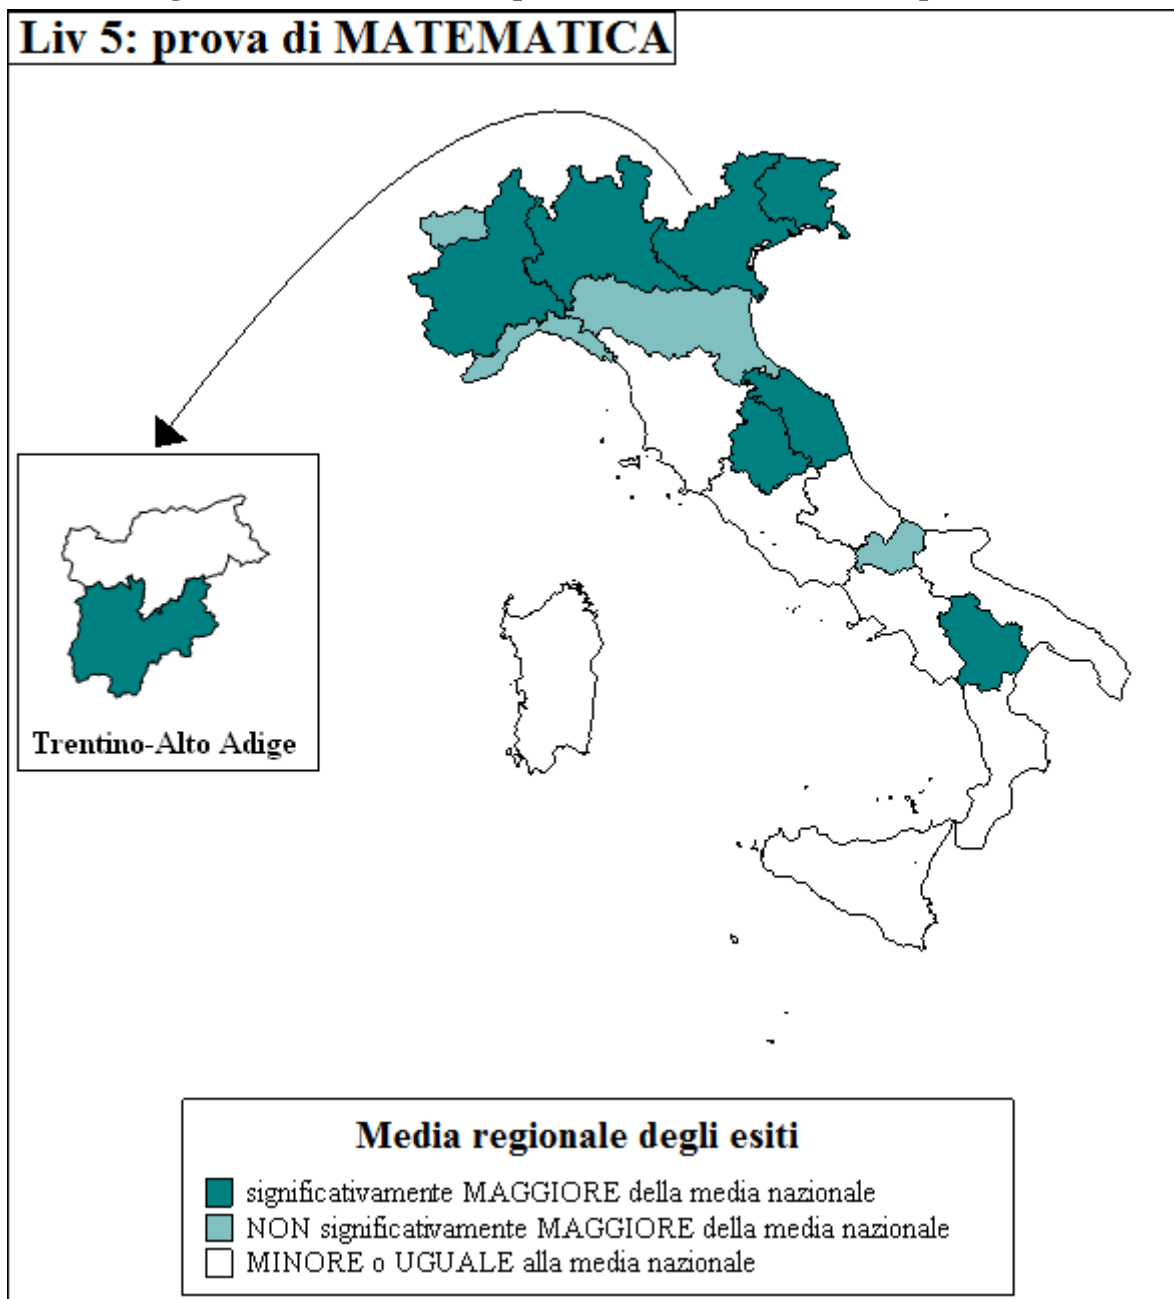 Liv 5: prova di MATEMATICA
Trentino-Alto Adige
Media regionale degli esiti
significativamente MAGGIORE della media nazionale
NON significativamente MAGGIORE della media nazionale
MINORE o UGUALE alla media nazionale